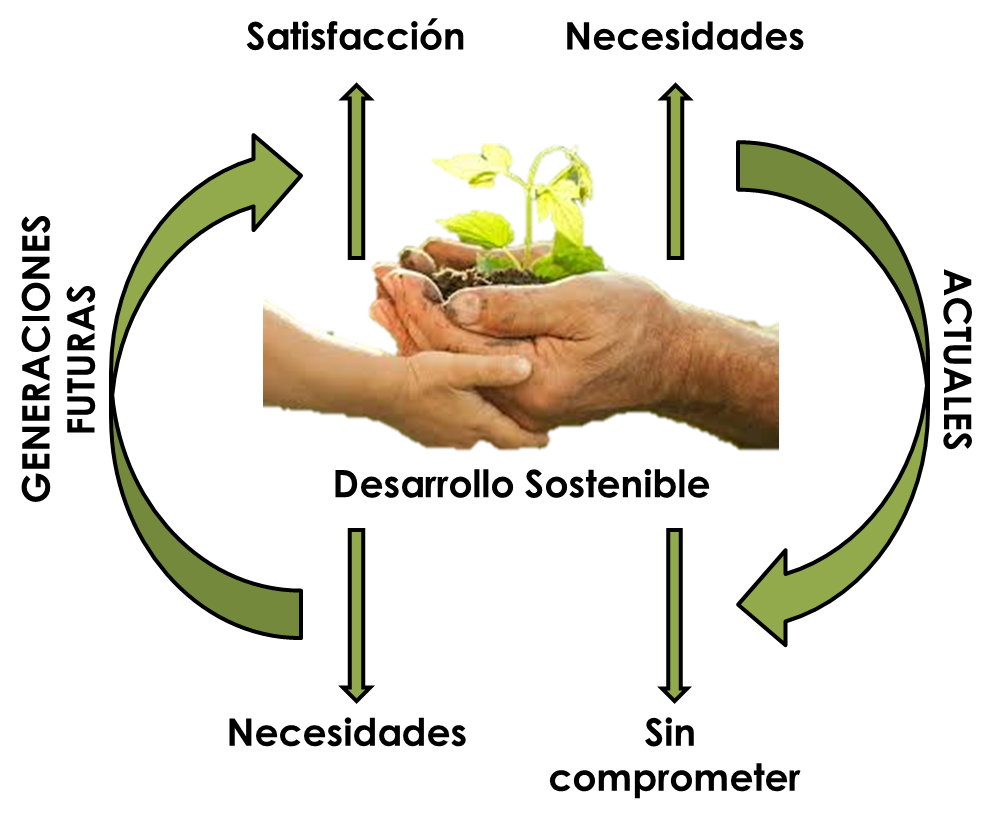 Satisfacción
Necesidades
GENERACIONES
FUTURAS
ACTUALES
Desarrollo Sostenible
Necesidades
Sin
comprometer